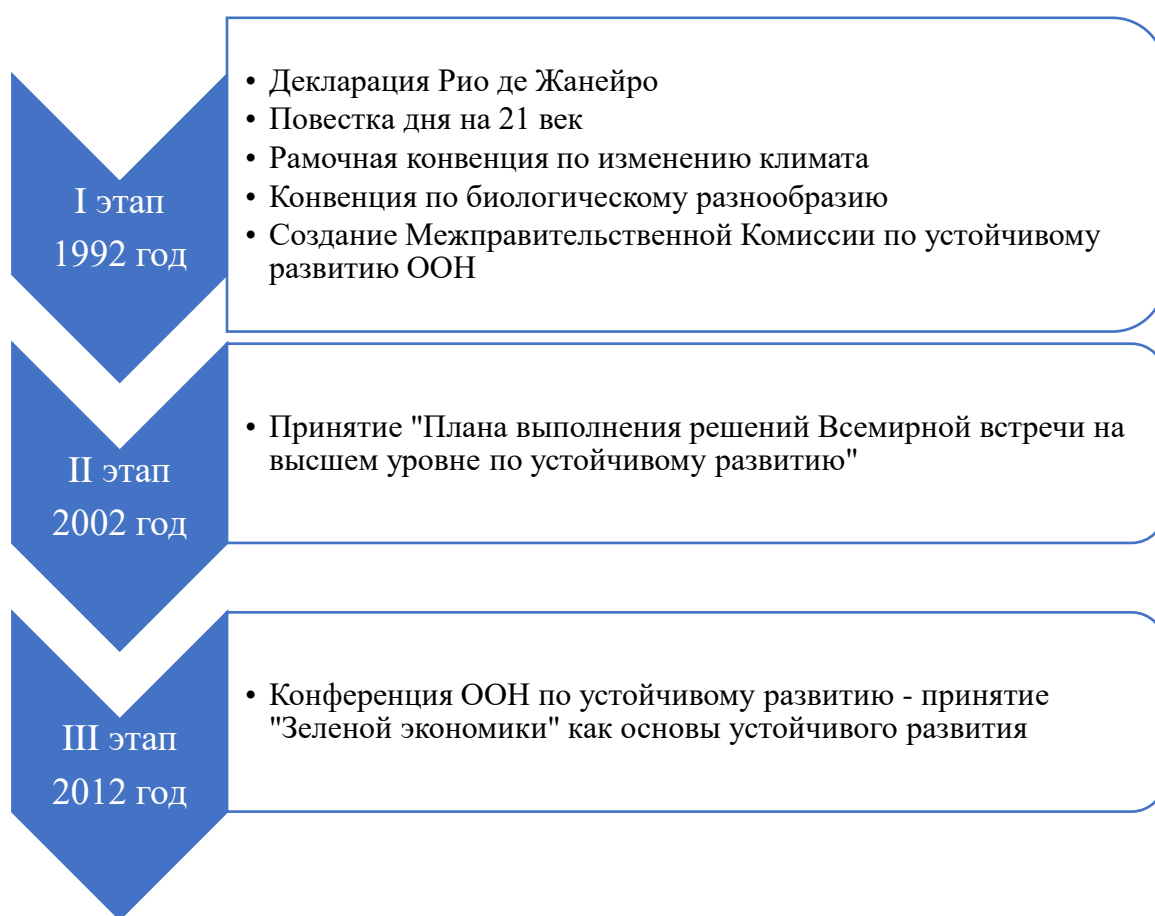 I этап
1992 год
• Декларация Рио де Жанейро
• Повестка дня на 21 век
• Рамочная конвенция по изменению климата
• Конвенция по биологическому разнообразию
• Создание Межправительственной Комиссии по устойчивому
развитию ООН
II этап
2002 год
• Принятие "Плана выполнения решений Всемирной встречи на
высшем уровне по устойчивому развитию"
III этап
2012 год
• Конференция ООН по устойчивому развитию - принятие
"Зеленой экономики" как основы устойчивого развития